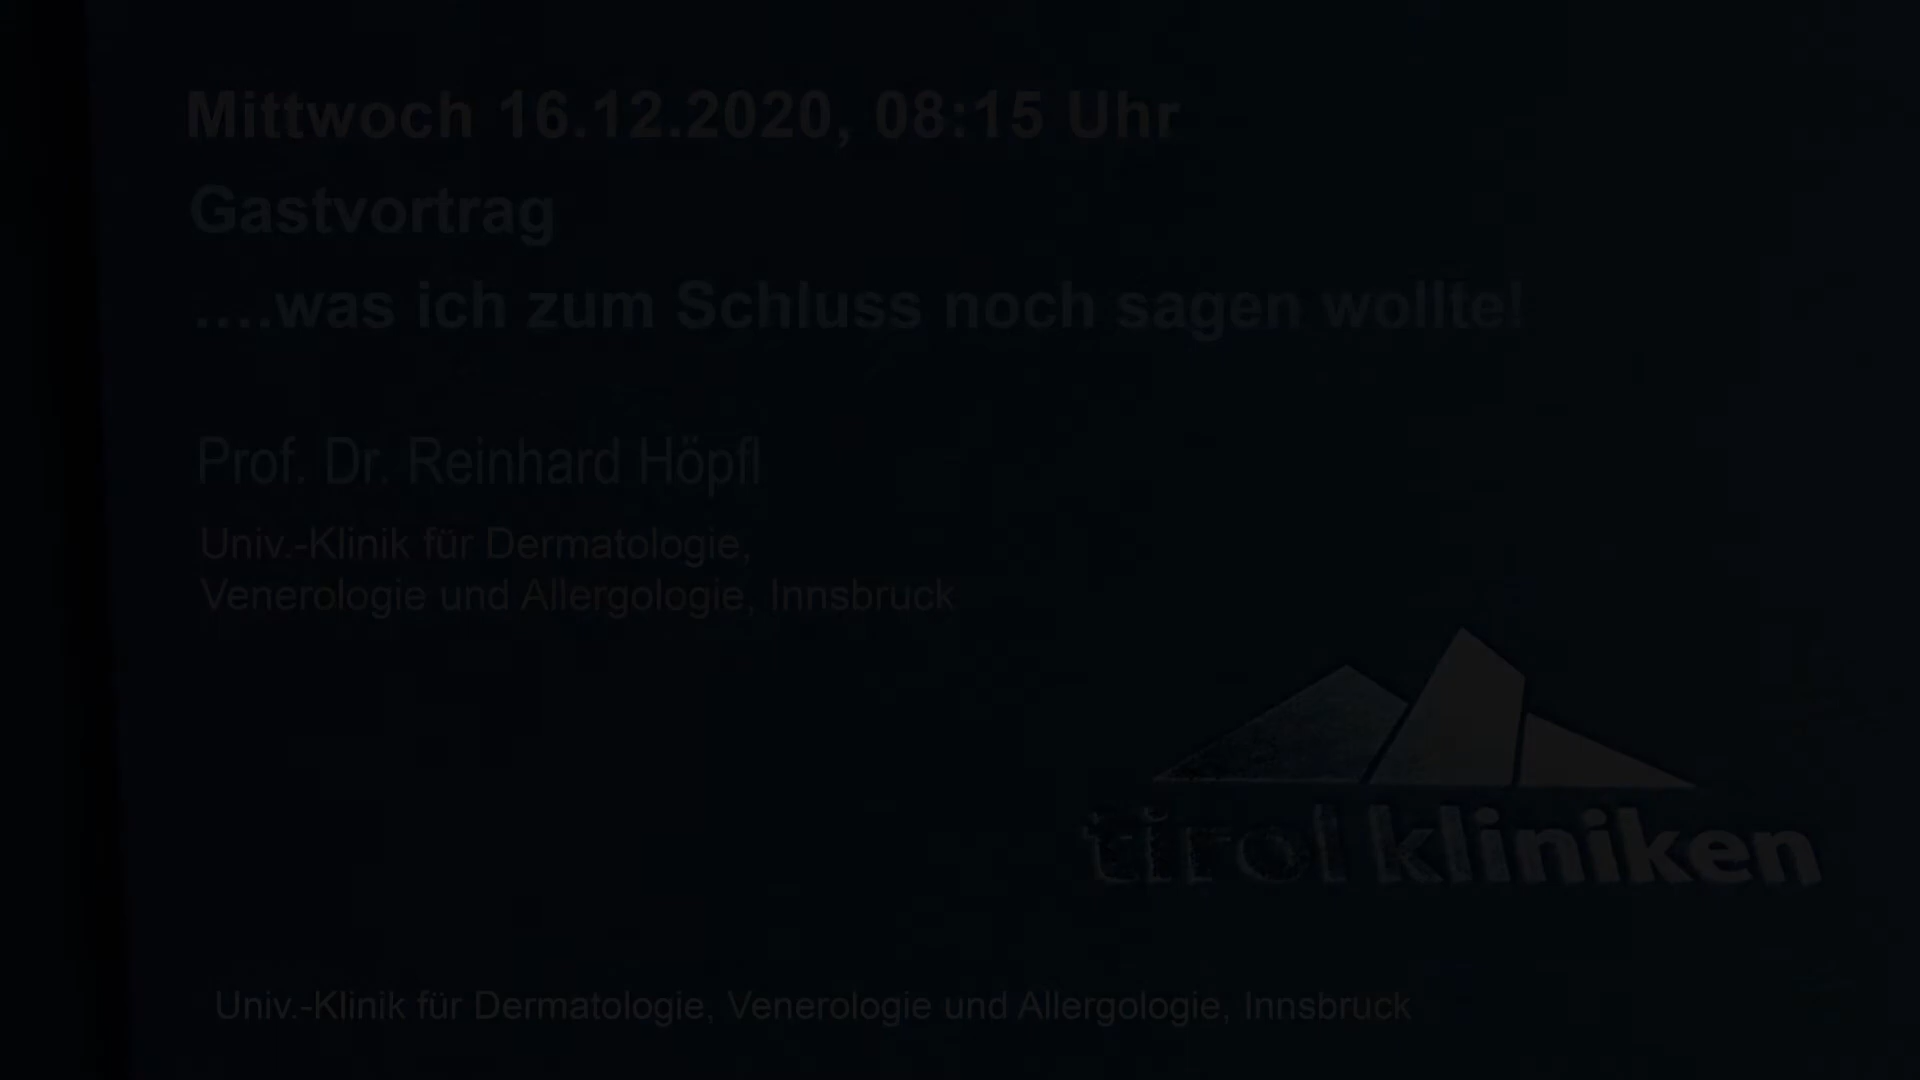 Mittwoch 16.12.2020, 08:15 Uhr
Gastvortrag
....was ich zum Schluss noch sagen wollte!
Prof. Dr. Reinhard Höpfl
Univ.-Klinik für Dermatologie,
Venerologie und Allergologie, Innsbruck
tirol kliniken
Univ.-Klinik für Dermatologie, Venerologie und Allergologie, Innsbruck